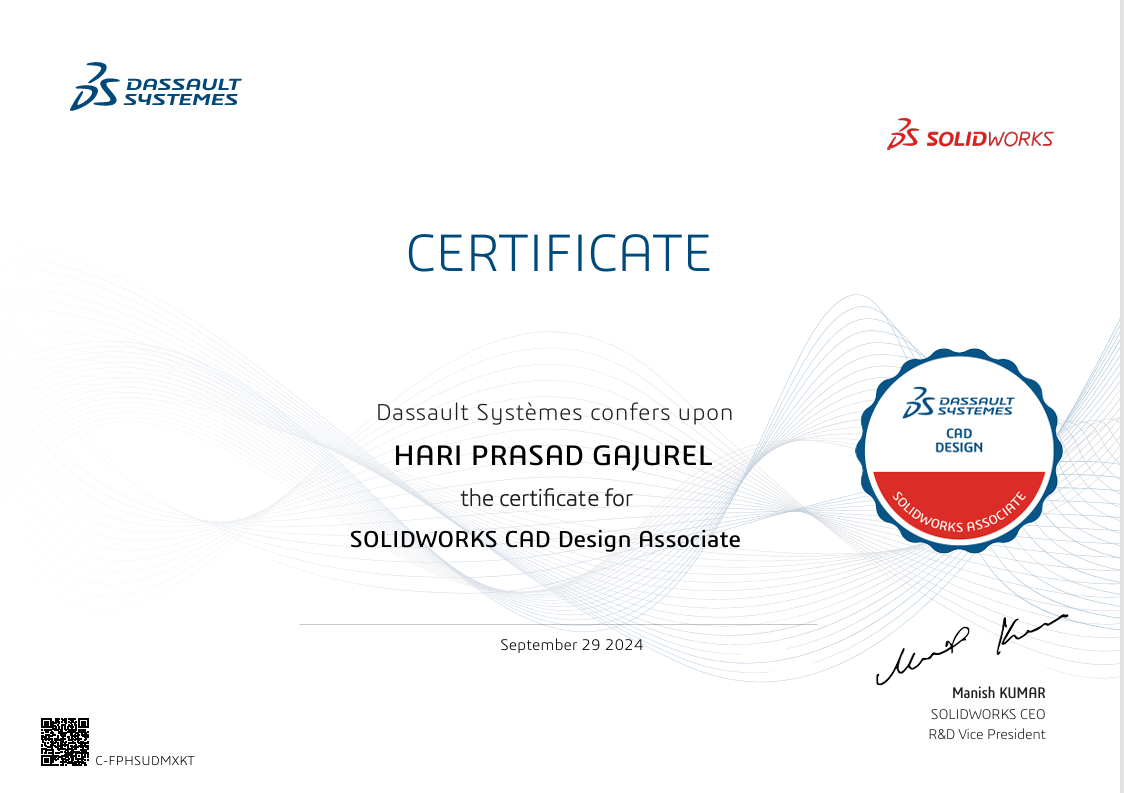 DASSAULT
SYSTEMES
SOLIDWORKS
CERTIFICATE
Dassault Systèmes confers upon
HARI PRASAD GAJUREL
the certificate for
SOLIDWORKS CAD Design Associate
DASSAULT
SYSTEMES
CAD
DESIGN
SOLIDWORKS ASSOCIATE
September 29 2024
Manish KUMAR
SOLIDWORKS CEO
R&D Vice President
C-FPHSUDMXKT